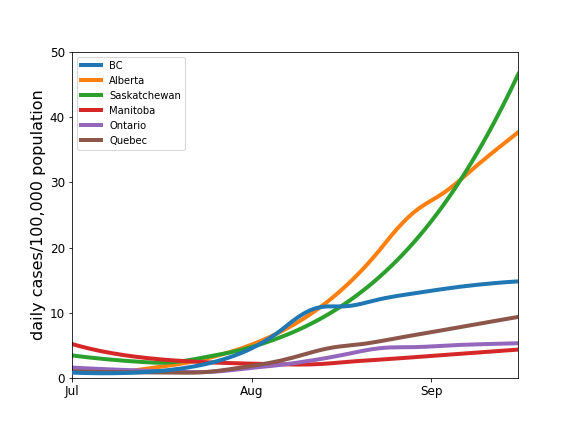 50
40
30
20
10
0
daily cases/100,000 population
BC
Alberta
Saskatchewan
Manitoba
Ontario
Quebec
Jul
Aug
Sep